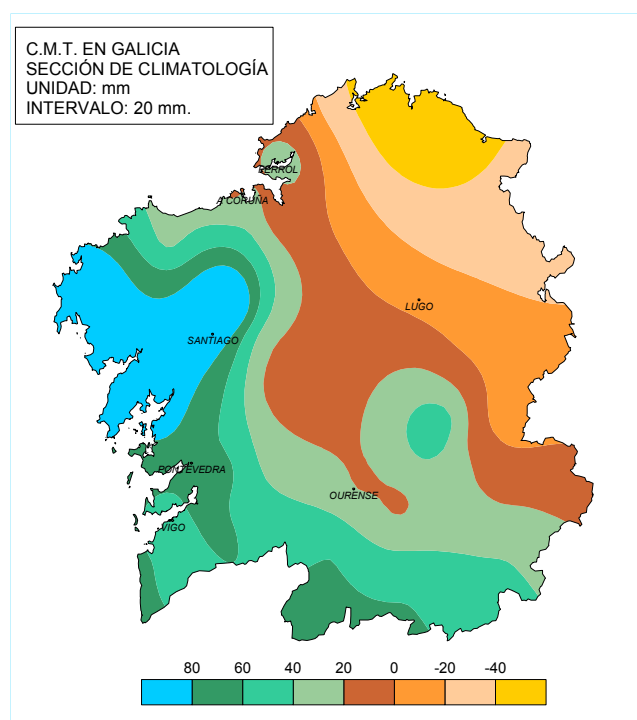 C.M.T. EN GALICIA
SECCIÓN DE CLIMATOLOGÍA
UNIDAD: mm
INTERVALO: 20 mm.
FERROL
A CORUÑA
LUGO
SANTIAGO
PONTEVEDRA
OURENSE
VIGO
80 60 40 20 0 -20 -40